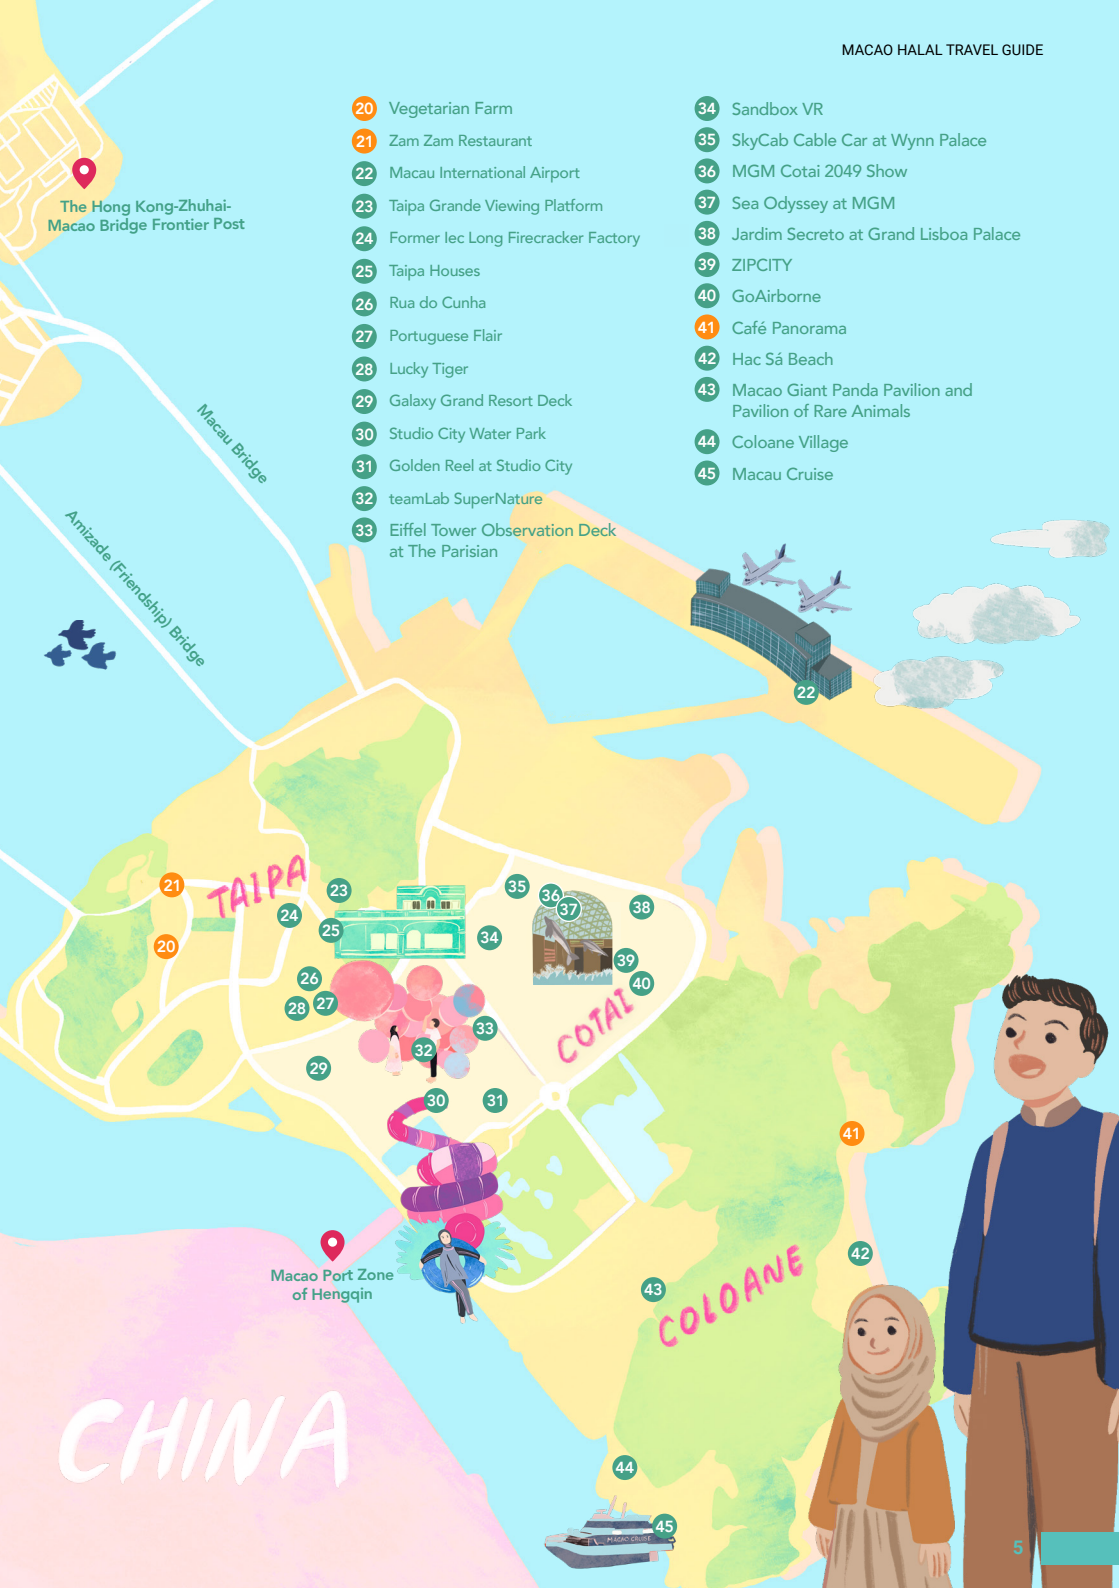 MACAO HALAL TRAVEL GUIDE
20 Vegetarian Farm
21 Zam Zam Restaurant
22 Macau International Airport
23 Taipa Grande Viewing Platform
24 Former Iec Long Firecracker Factory
25 Taipa Houses
26 Rua do Cunha
27 Portuguese Flair
28 Lucky Tiger
29 Galaxy Grand Resort Deck
30 Studio City Water Park
31 Golden Reel at Studio City
32 teamLab SuperNature
33 Eiffel Tower Observation Deck
at The Parisian
34 Sandbox VR
35 SkyCab Cable Car at Wynn Palace
36 MGM Cotai 2049 Show
37 Sea Odyssey at MGM
38 Jardim Secreto at Grand Lisboa Palace
39 ZIPCITY
40 GoAirborne
41 Café Panorama
42 Hac Sá Beach
43 Macao Giant Panda Pavilion and
Pavilion of Rare Animals
44 Coloane Village
45 Macau Cruise
The Hong Kong-Zhuhai-
Macao Bridge Frontier Post
Macau Bridge
Amizade (Friendship) Bridge
22
TAIPA
21
20
23
24
25
26
27
28
29
35
36
37
38
34
39
40
COTAI
33
32
30
31
41
42
43
COLOANE
Macao Port Zone
of Hengqin
CHINA
44
45
MACAO CRUISE
5